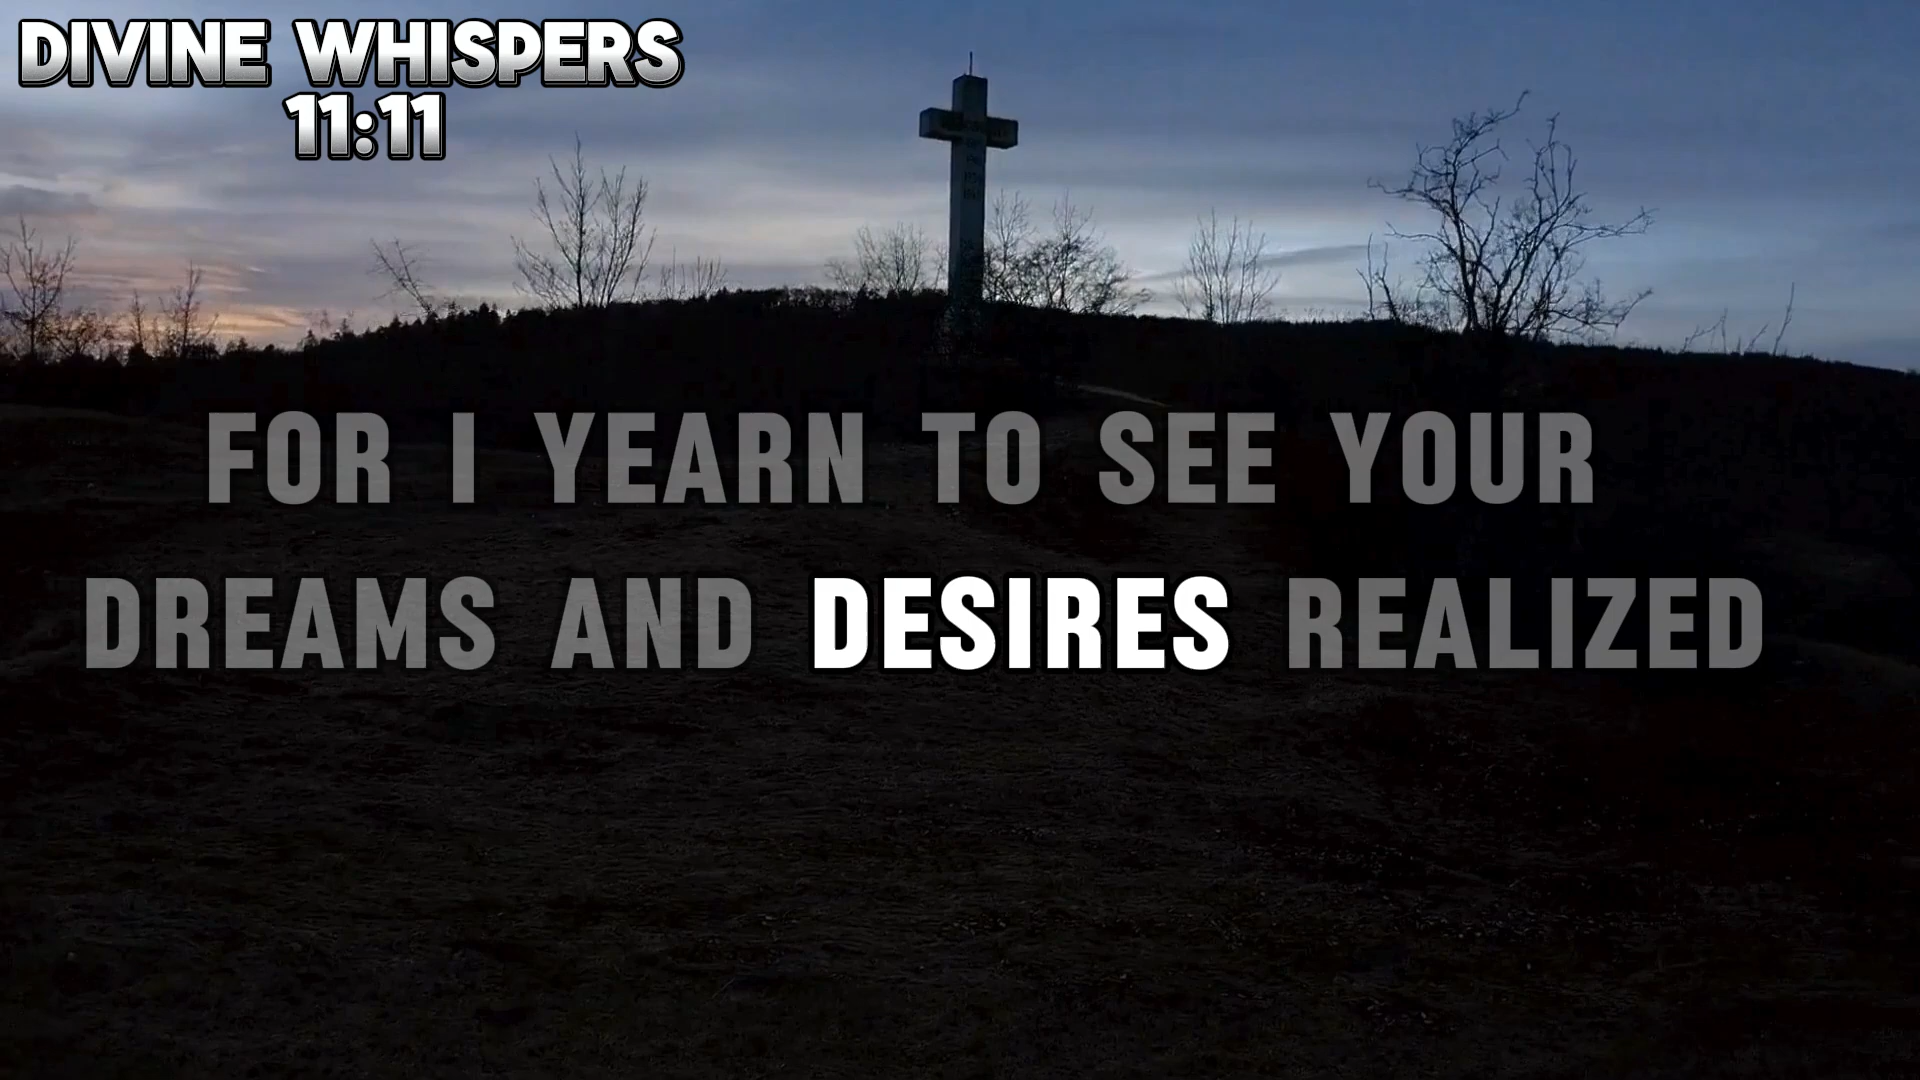 DIVINE WHISPERS
11:11
FOR I YEARN TO SEE YOUR
DREAMS AND DESIRES REALIZED